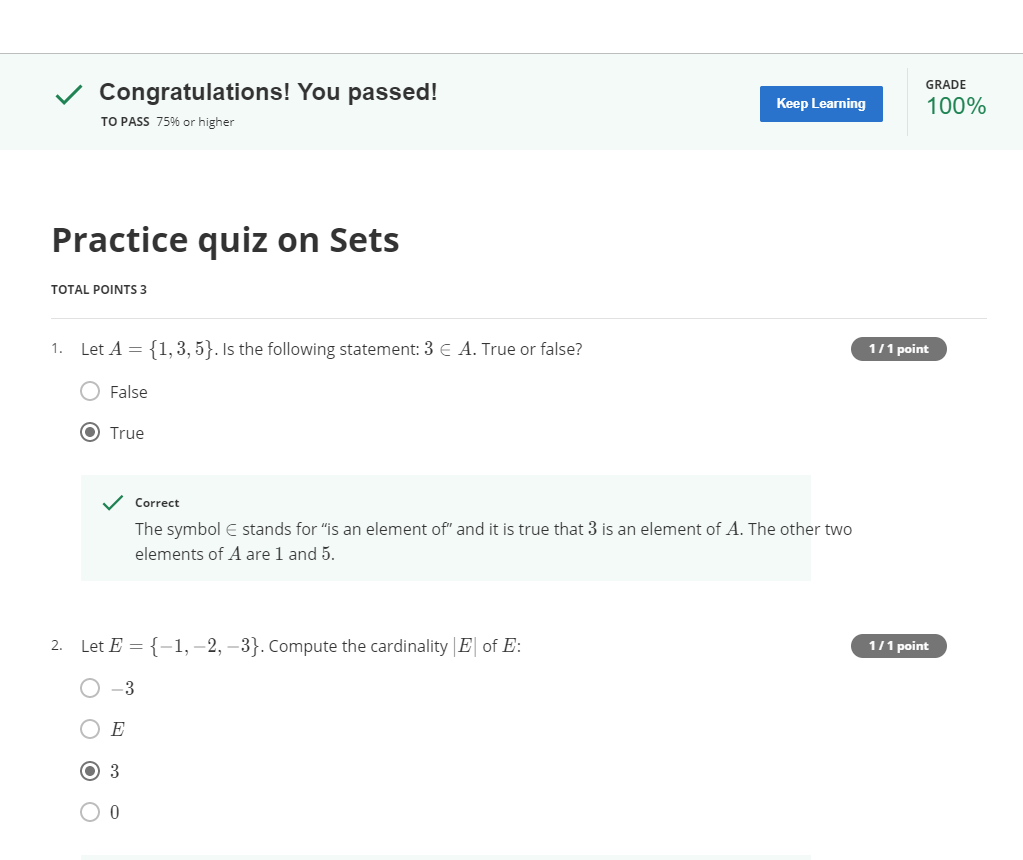 Congratulations! You passed!
TO PASS 75% or higher
Keep Learning
GRADE
100%
Practice quiz on Sets
TOTAL POINTS 3
1. Let A = {1, 3, 5}. Is the following statement: 3 ∈ A. True or false?
1 / 1 point
False
True
Correct
The symbol ∈ stands for “is an element of” and it is true that 3 is an element of A. The other two
elements of A are 1 and 5.
2. Let E = {−1, −2, −3}. Compute the cardinality |E| of E:
1 / 1 point
−3
E
3
0